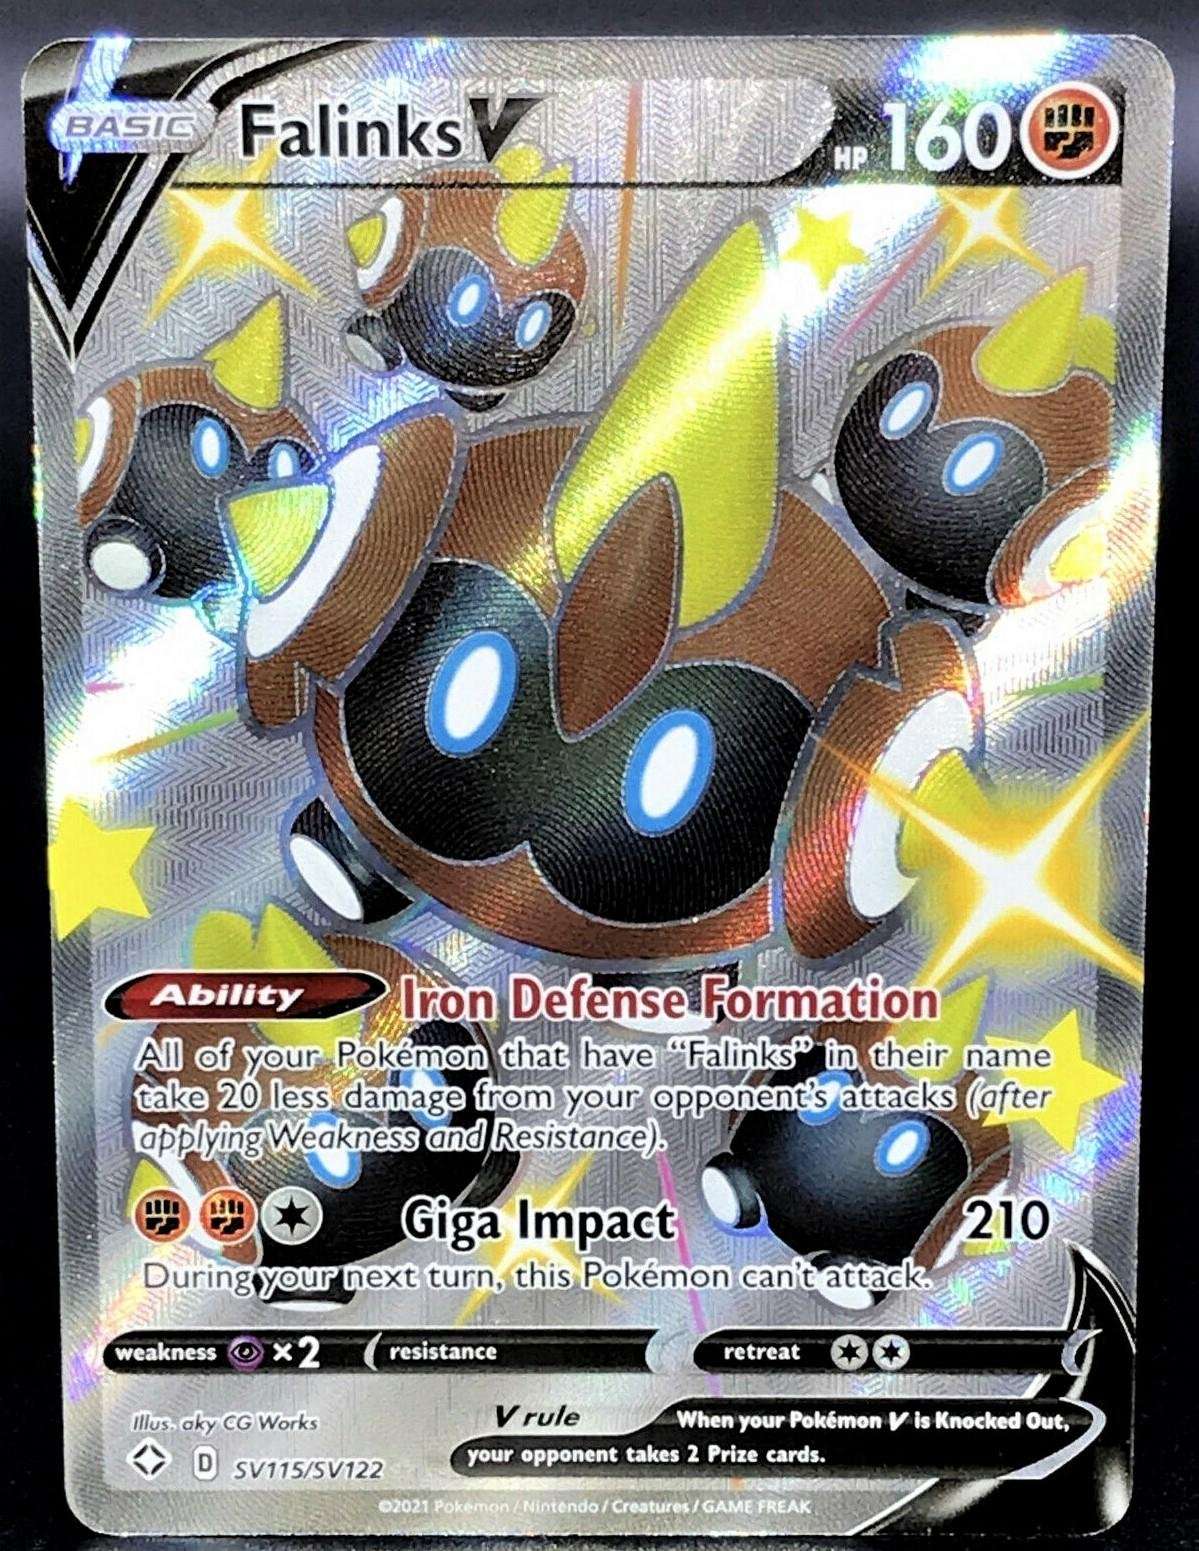 BASIC Falinks V HP 160
Ability Iron Defense Formation
All of your Pokémon that have “Falinks” in their name
take 20 less damage from your opponent’s attacks (after
applying Weakness and Resistance).
Giga Impact 210
During your next turn, this Pokémon can’t attack.
weakness ×2 resistance retreat
Illus. aky CG Works
V rule When your Pokémon V is Knocked Out,
your opponent takes 2 Prize cards.
D SV115/SV122
©2021 Pokémon / Nintendo / Creatures / GAME FREAK